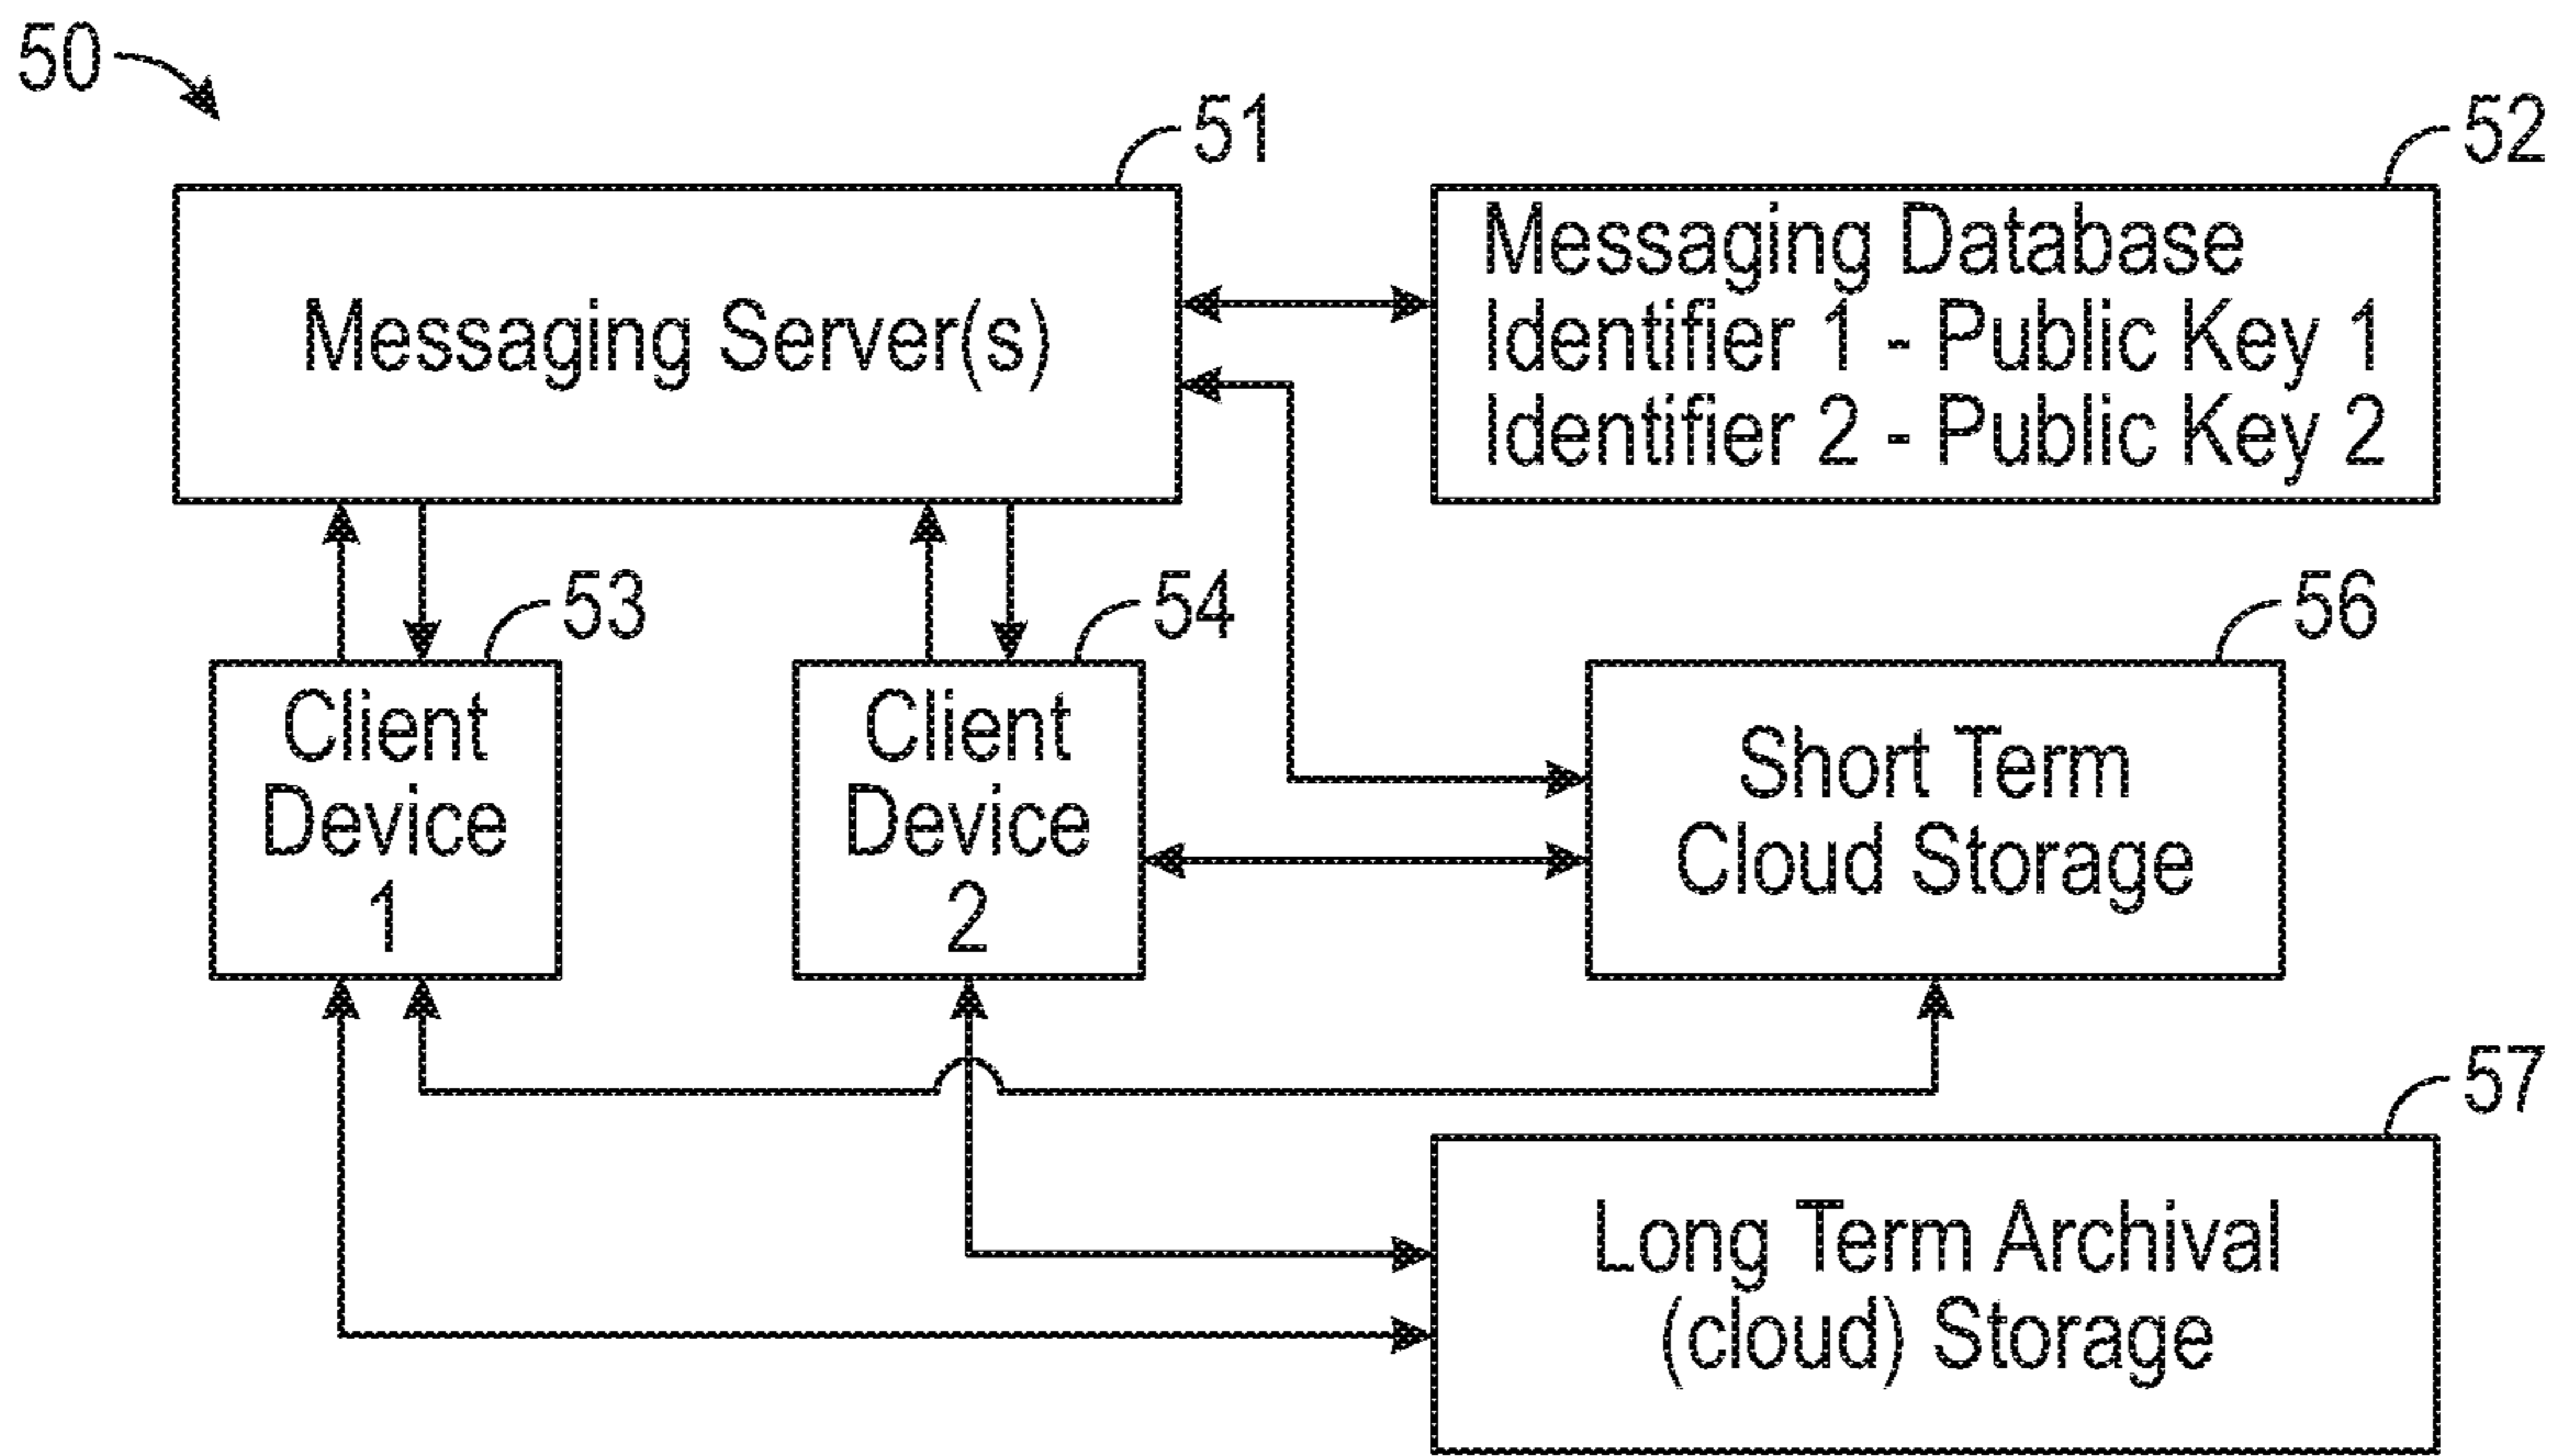 50
51
52
Messaging Server(s)
Messaging Database
Identifier 1 - Public Key 1
Identifier 2 - Public Key 2
53
54
56
Client
Device
1
Client
Device
2
Short Term
Cloud Storage
57
Long Term Archival
(cloud) Storage